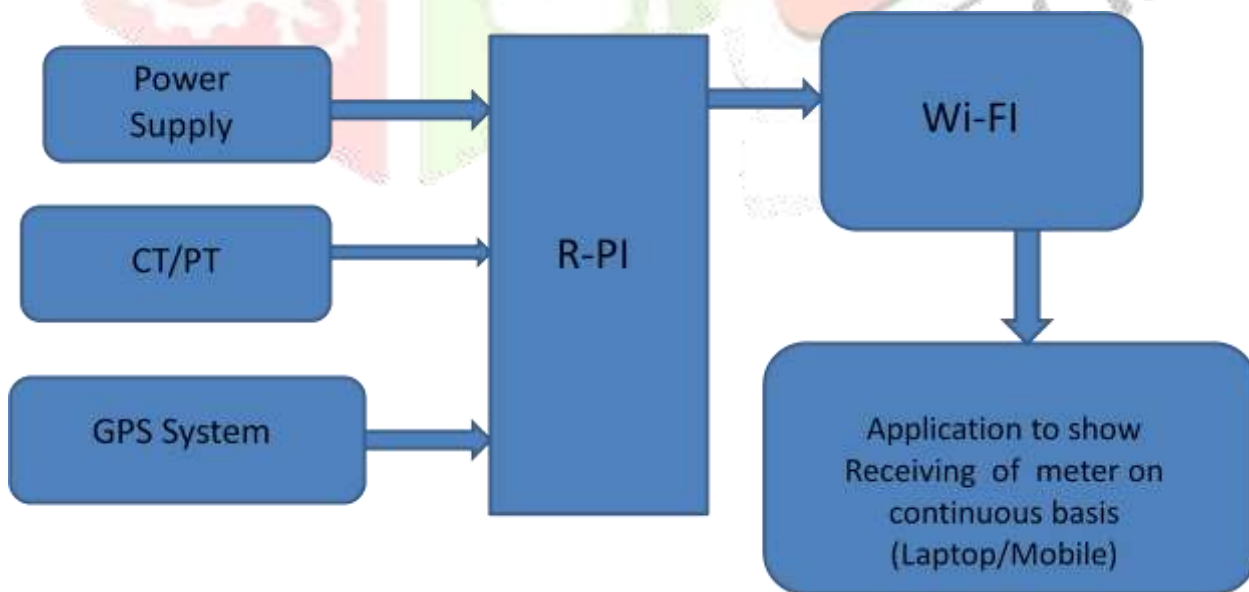 Power
Supply
CT/PT
GPS System
R-PI
Wi-FI
Application to show
Receiving of meter on
continuous basis
(Laptop/Mobile)